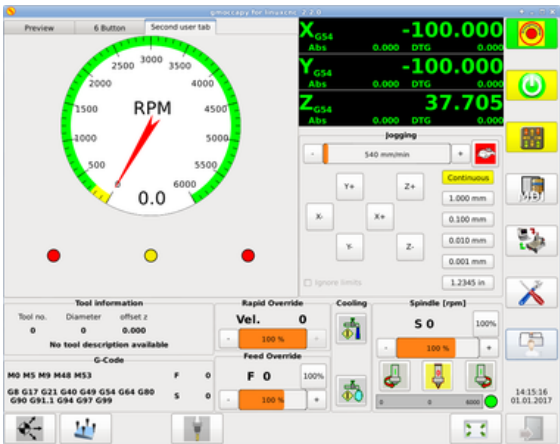 gmoccapy for linuxcnc 2.2.0
Preview 6 Button Second user tab
3000
2500 3500
2000 4000
1500 RPM 4500
1000 5000
500 5500
0 6000
0.0
X G54 -100.000
Abs 0.000 DTG 0.000
Y G54 -100.000
Abs 0.000 DTG 0.000
Z G54 37.705
Abs 0.000 DTG 0.000
Jogging
- 540 mm/min +
Continuous
Y+ Z+
1.000 mm
X- X+
0.100 mm
Y- Z-
0.010 mm
0.001 mm
Ignore limits 1.2345 in
MDI
Tool information
Tool no. Diameter offset z
0 0 0.000
No tool description available
G-Code
M0 M5 M9 M48 M53 F 0
G8 G17 G21 G40 G49 G54 G64 G80 S 0
G90 G91.1 G94 G97 G99
Rapid Override
Vel. 0
- 100 % +
Feed Override
F 0 100%
- 100 % +
Cooling
Spindle [rpm]
S 0 100%
- 100 % +
0 0 6000
14:15:16
01.01.2017